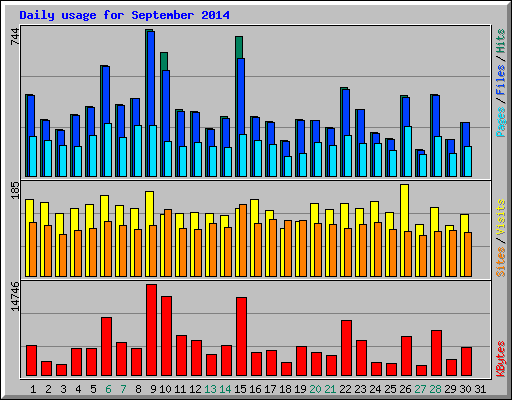 Daily usage for September 2014
744
Pages / Files / Hits
185
Sites / Visits
14746
KBytes
1 2 3 4 5 6 7 8 9 10 11 12 13 14 15 16 17 18 19 20 21 22 23 24 25 26 27 28 29 30 31